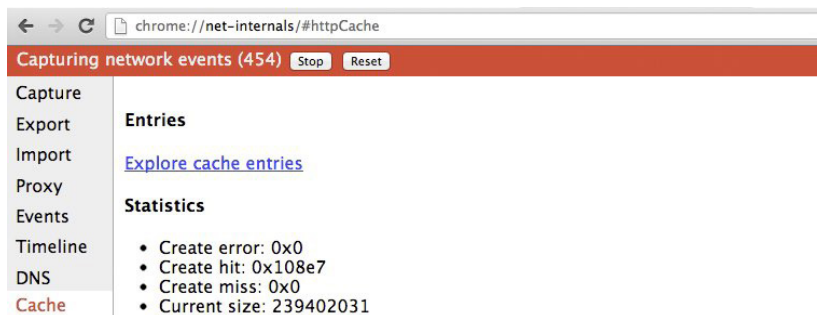 chrome://net-internals/#httpCache
Capturing network events (454) Stop Reset
Capture
Export
Import
Proxy
Events
Timeline
DNS
Cache
Entries
Explore cache entries
Statistics
• Create error: 0x0
• Create hit: 0x108e7
• Create miss: 0x0
• Current size: 239402031